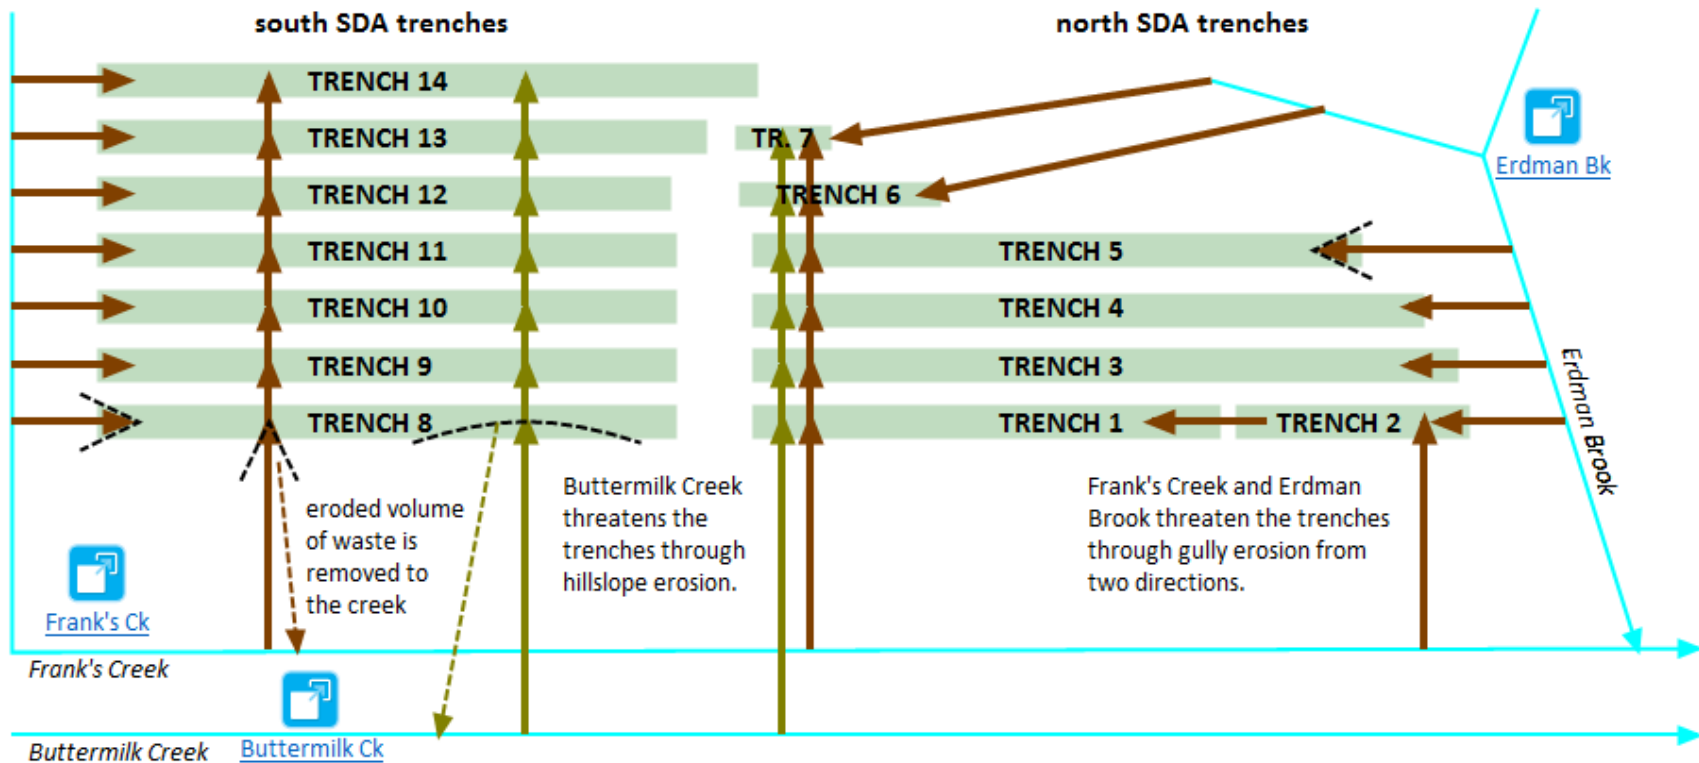 south SDA trenches
north SDA trenches
TRENCH 14
TRENCH 13
TR. 7
Erdman Bk
TRENCH 12
TRENCH 6
TRENCH 11
TRENCH 5
TRENCH 10
TRENCH 4
TRENCH 9
TRENCH 3
Erdman Brook
TRENCH 8
TRENCH 1
TRENCH 2
eroded volume
of waste is
removed to
the creek
Buttermilk Creek
threatens the
trenches through
hillslope erosion.
Frank's Creek and Erdman
Brook threaten the trenches
through gully erosion from
two directions.
Frank's Ck
Frank's Creek
Buttermilk Creek
Buttermilk Ck